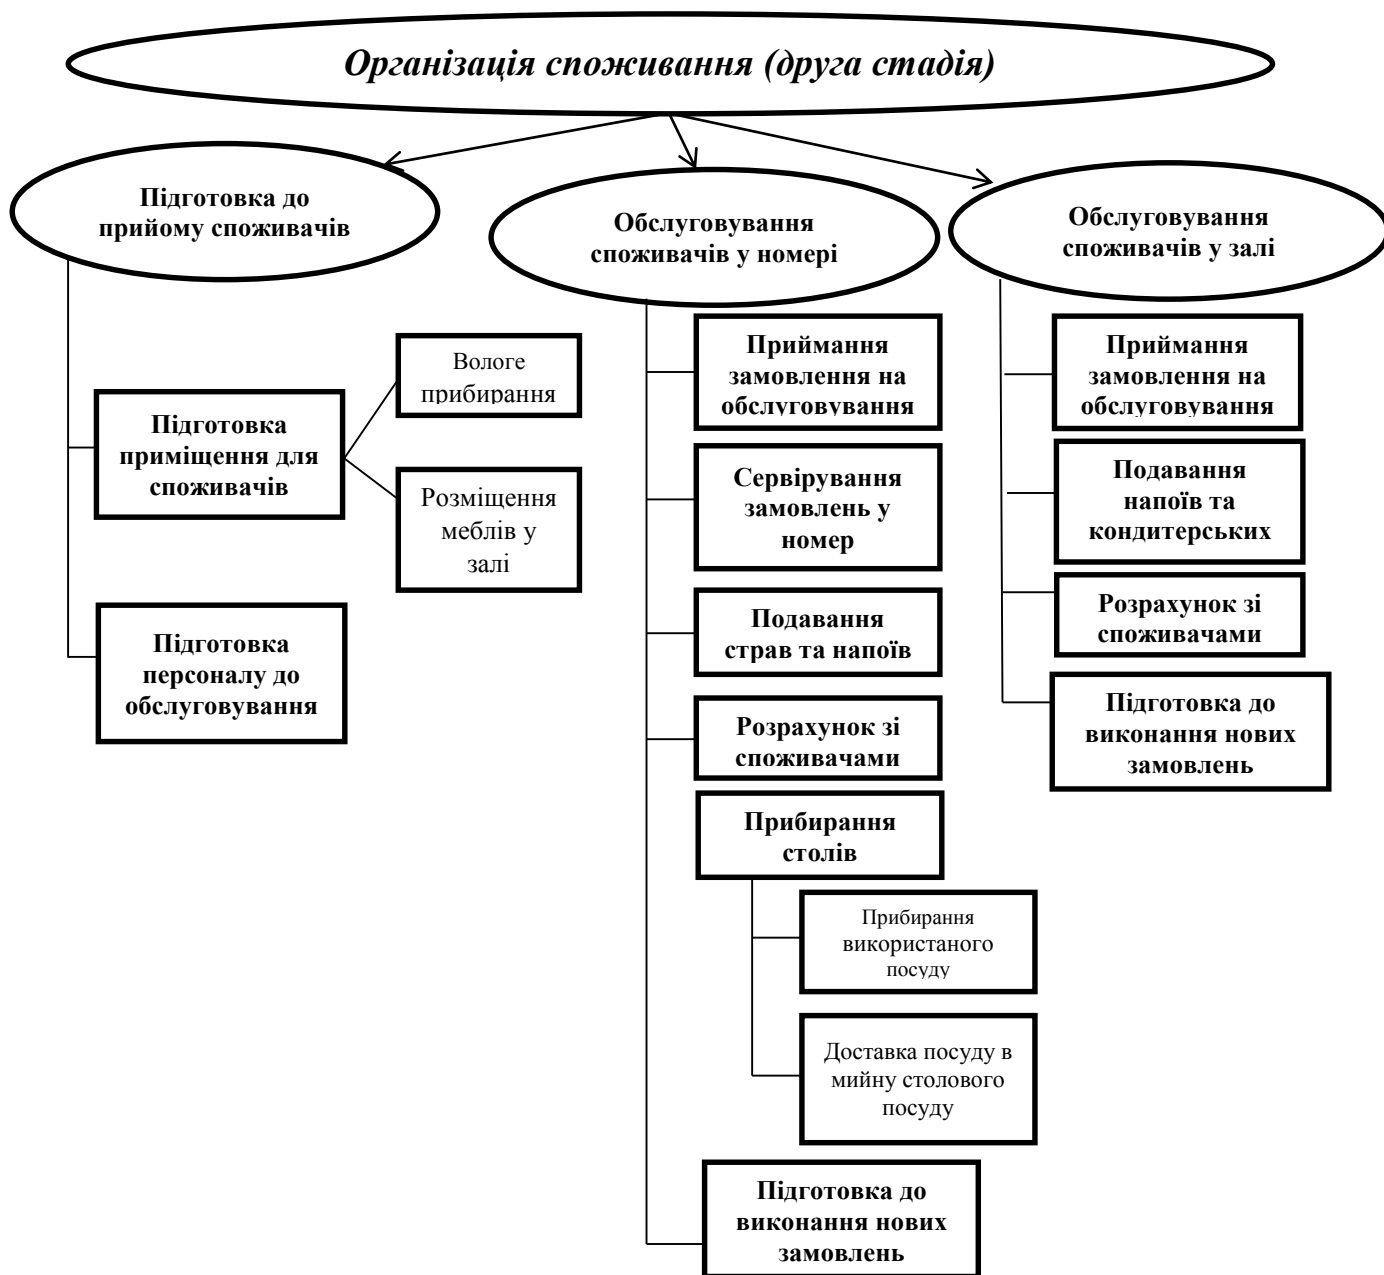 Організація споживання (друга стадія)
Підготовка до
прийому споживачів
Підготовка
приміщення для
споживачів
Вологе
прибирання
Розміщення
меблів у
залі
Підготовка
персоналу до
обслуговування
Обслуговування
споживачів у номері
Приймання
замовлення на
обслуговування
Сервірування
замовлень у
номер
Подавання
страв та напоїв
Розрахунок зі
споживачами
Прибирання
столів
Прибирання
використаного
посуду
Доставка посуду в
мийну столового
посуду
Підготовка до
виконання нових
замовлень
Обслуговування
споживачів у залі
Приймання
замовлення на
обслуговування
Подавання
напоїв та
кондитерських
Розрахунок зі
споживачами
Підготовка до
виконання нових
замовлень